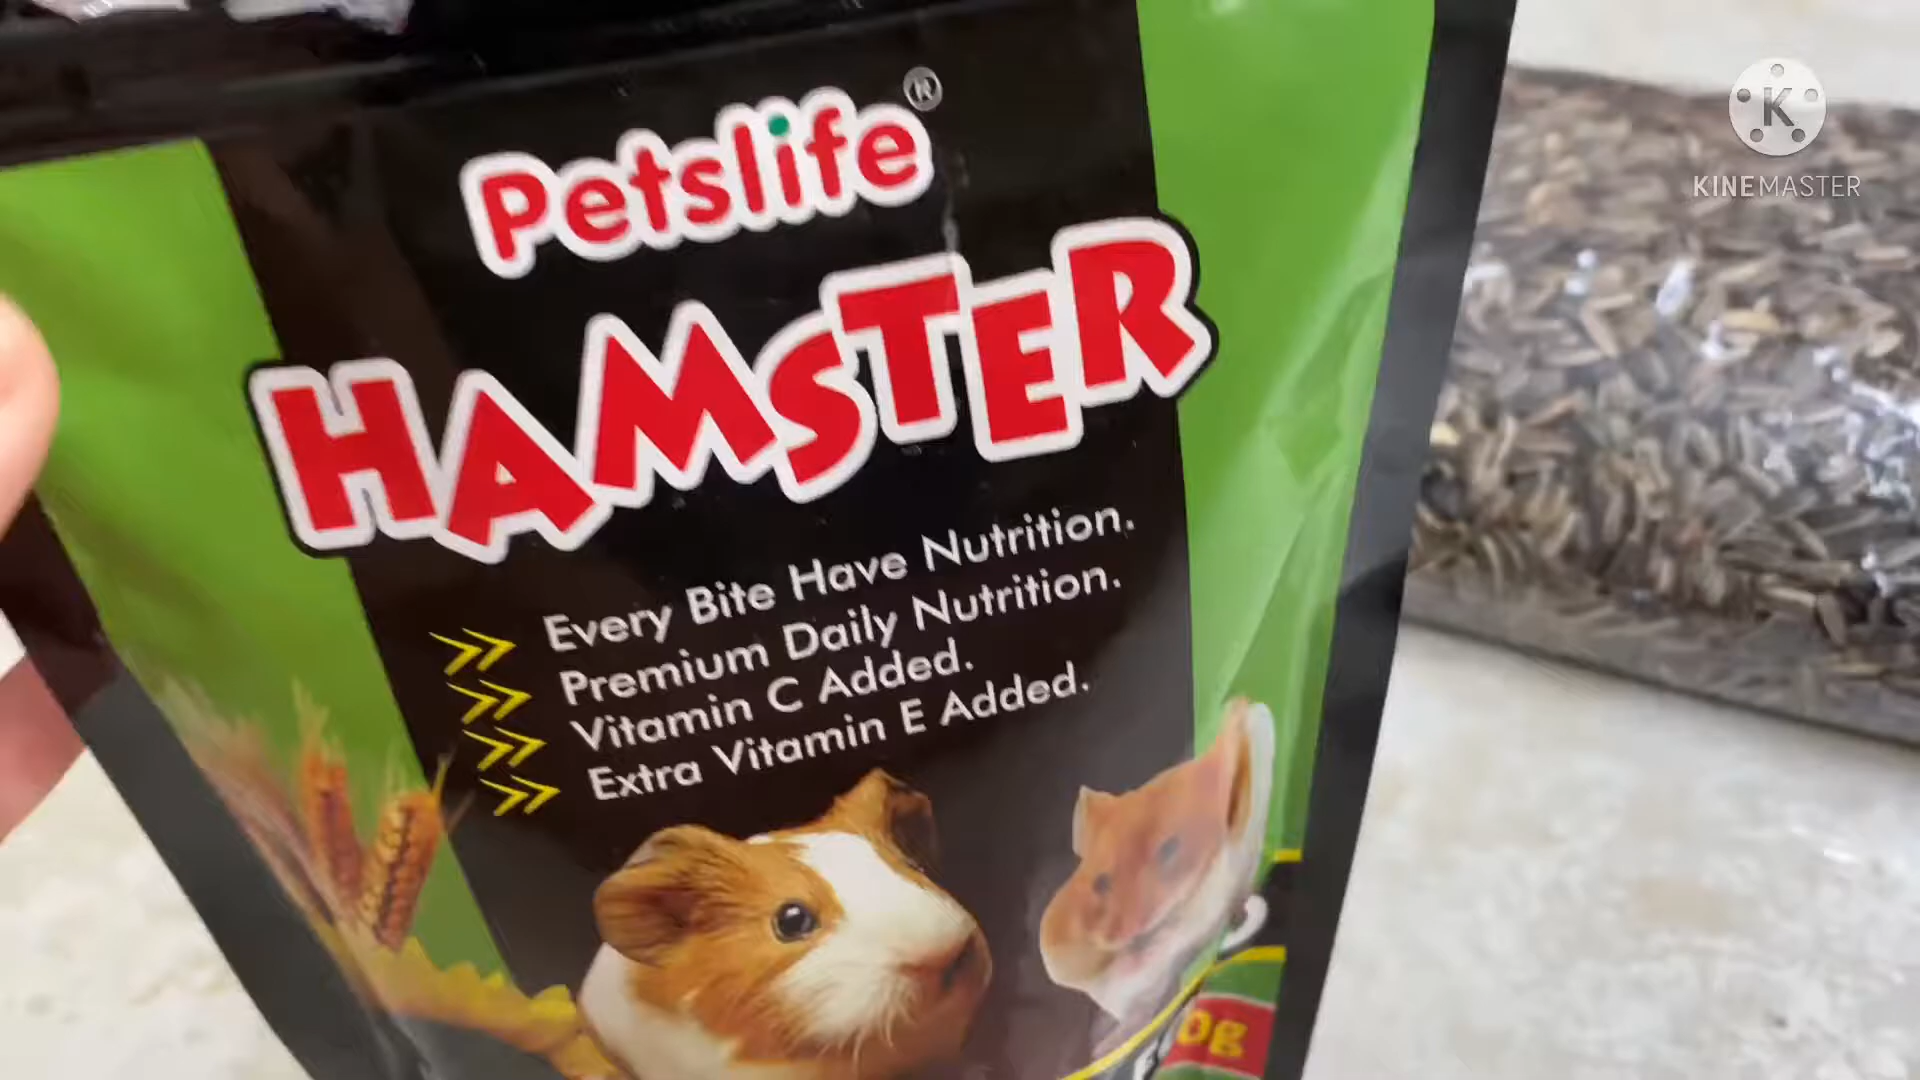 Petslife®
HAMSTER
Every Bite Have Nutrition.
Premium Daily Nutrition.
Vitamin C Added.
Extra Vitamin E Added.
K
KINEMASTER